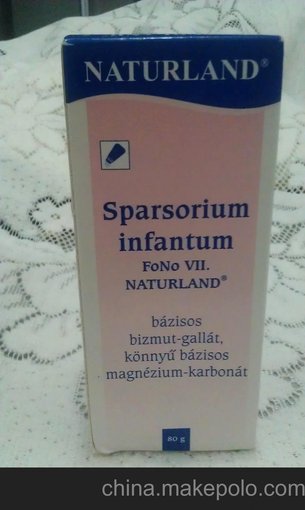 NATURLAND®
Sparsorium
infantum
FoNo VII.
NATURLAND®
bázisos
bizmut-gallát,
könnyű bázisos
magnézium-karbonát
80 g
china.makepolo.com